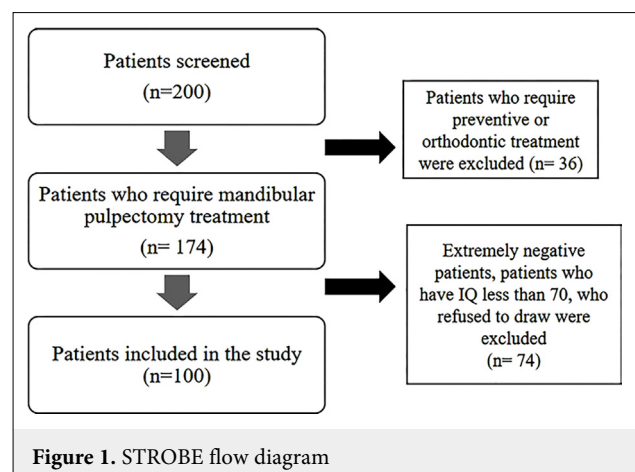 Patients screened
(n=200)
Patients who require
preventive or
orthodontic treatment
were excluded (n= 36)
Patients who require mandibular
pulpectomy treatment
(n= 174)
Extremely negative
patients, patients who
have IQ less than 70, who
refused to draw were
excluded
(n= 74)
Patients included in the study
(n=100)
Figure 1. STROBE flow diagram